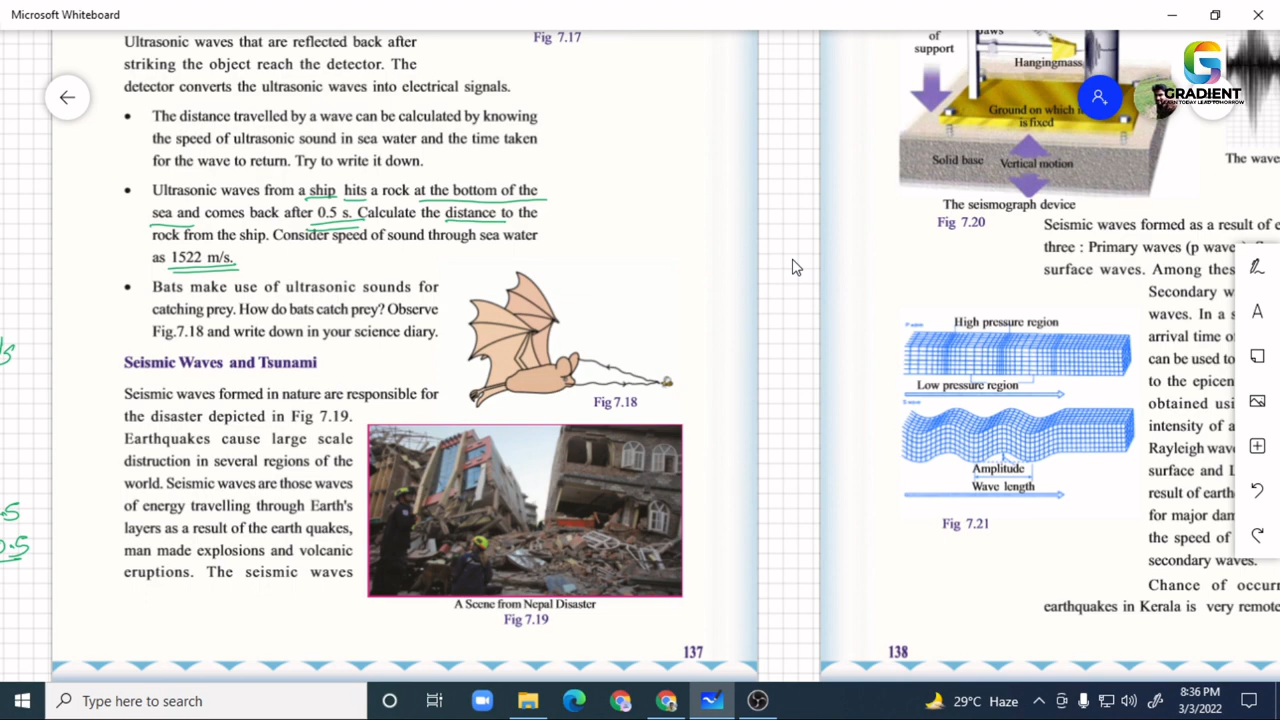 Microsoft Whiteboard
Ultrasonic waves that are reflected back after
striking the object reach the detector. The
detector converts the ultrasonic waves into electrical signals.
Fig 7.17
• The distance travelled by a wave can be calculated by knowing
the speed of ultrasonic sound in sea water and the time taken
for the wave to return. Try to write it down.
• Ultrasonic waves from a ship hits a rock at the bottom of the
sea and comes back after 0.5 s. Calculate the distance to the
rock from the ship. Consider speed of sound through sea water
as 1522 m/s.
• Bats make use of ultrasonic sounds for
catching prey. How do bats catch prey? Observe
Fig.7.18 and write down in your science diary.
Fig 7.18
Seismic Waves and Tsunami
Seismic waves formed in nature are responsible for
the disaster depicted in Fig 7.19.
Earthquakes cause large scale
distruction in several regions of the
world. Seismic waves are those waves
of energy travelling through Earth's
layers as a result of the earth quakes,
man made explosions and volcanic
eruptions. The seismic waves
A Scene from Nepal Disaster
Fig 7.19
137
.5
0.5
of
support
Hangingmass
Ground on which
is fixed
Solid base
Vertical motion
The seismograph device
Fig 7.20
GRADIENT
LEARN TODAY LEAD TOMORROW
The wave
Seismic waves formed as a result of
three : Primary waves (p wave)
surface waves. Among thes
Secondary w
waves. In a s
arrival time o
can be used to
to the epicen
obtained usi
intensity of a
Rayleigh wav
surface and L
result of earth
for major dan
the speed of
secondary waves.
P wave
High pressure region
Low pressure region
S wave
Amplitude
Wave length
Fig 7.21
Chance of occurr
earthquakes in Kerala is very remote
138
Type here to search
29°C Haze
8:36 PM
3/3/2022